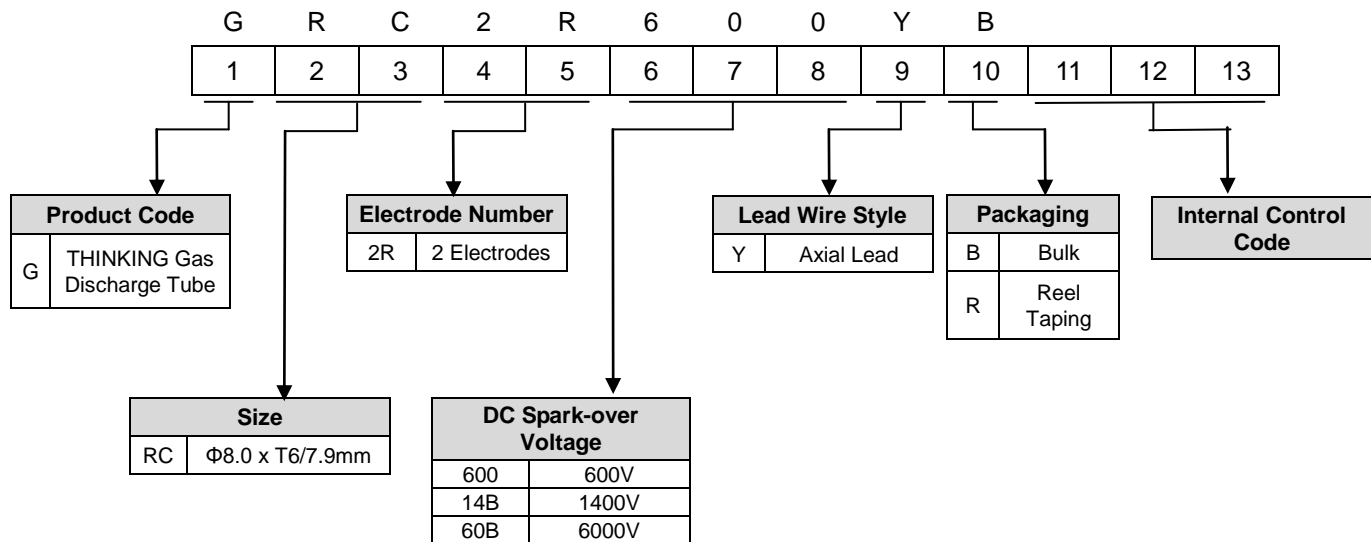 G R C 2 R 6 0 0 Y B
1 2 3 4 5 6 7 8 9 10 11 12 13
Product Code
G THINKING Gas
Discharge Tube
Electrode Number
2R 2 Electrodes
Lead Wire Style
Y Axial Lead
Packaging
B Bulk
R Reel
Taping
Internal Control
Code
Size
RC Φ8.0 x T6/7.9mm
DC Spark-over
Voltage
600 600V
14B 1400V
60B 6000V